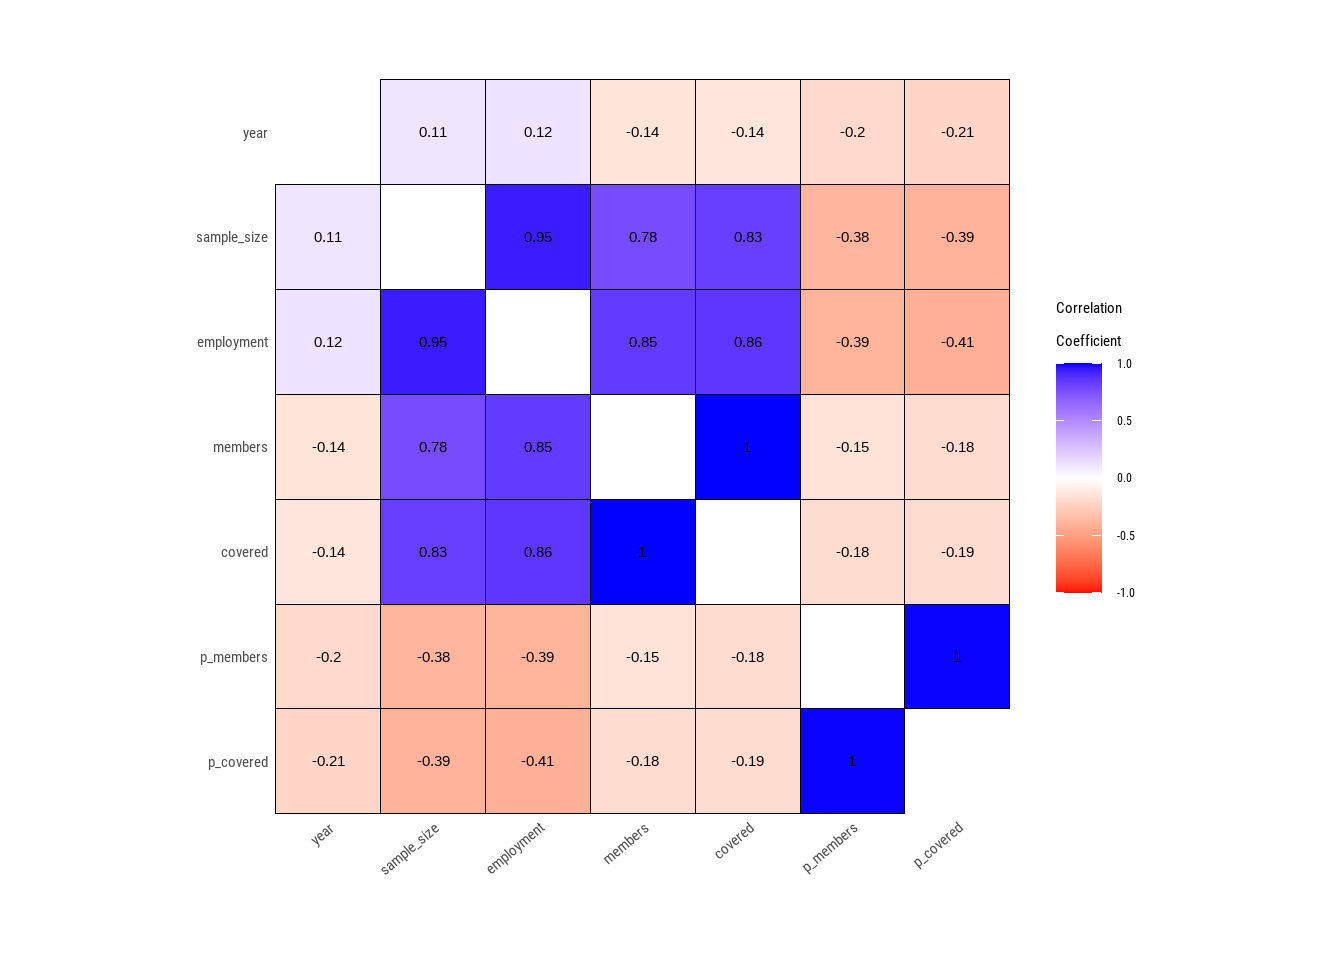 year 0.11 0.12 -0.14 -0.14 -0.2 -0.21
sample_size 0.11 0.95 0.78 0.83 -0.38 -0.39
employment 0.12 0.95 0.85 0.86 -0.39 -0.41
members -0.14 0.78 0.85 1 -0.15 -0.18
covered -0.14 0.83 0.86 1 -0.18 -0.19
p_members -0.2 -0.38 -0.39 -0.15 -0.18 1
p_covered -0.21 -0.39 -0.41 -0.18 -0.19 1
year sample_size employment members covered p_members p_covered
Correlation
Coefficient
1.0
0.5
0.0
-0.5
-1.0